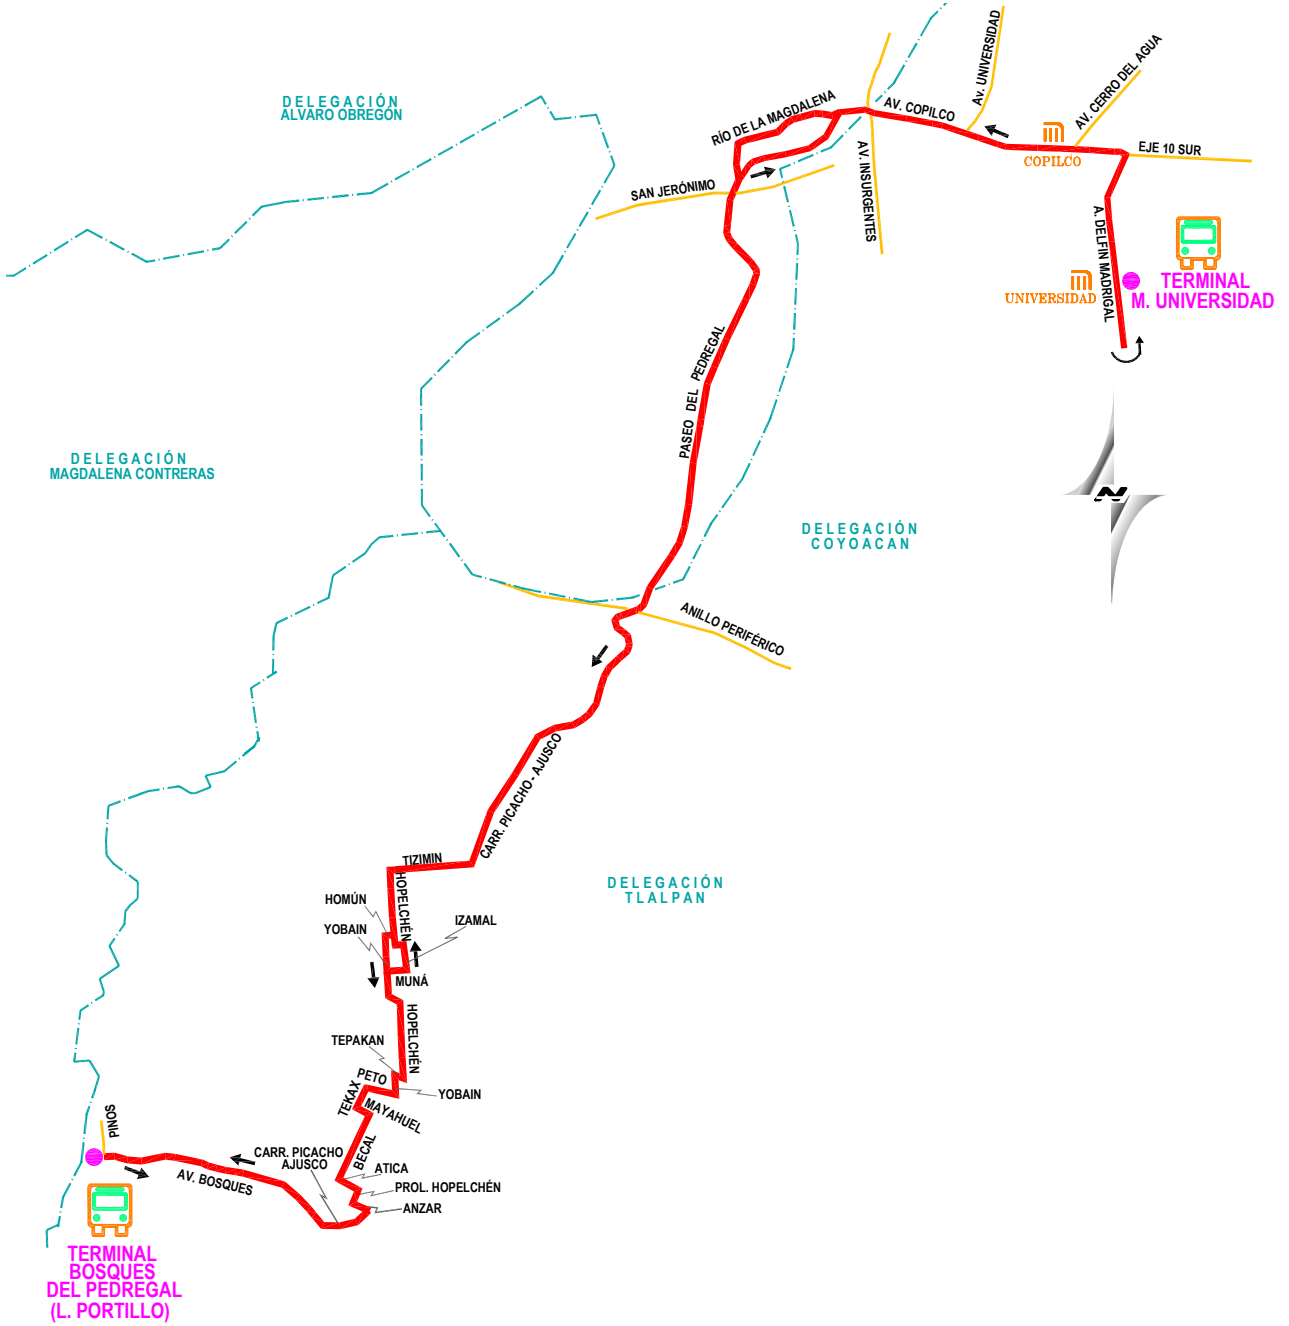 DELEGACIÓN
ALVARO OBREGÓN
RÍO DE LA MAGDALENA
AV. COPILCO
Av. UNIVERSIDAD
AV. CERRO DEL AGUA
COPILCO
EJE 10 SUR
SAN JERÓNIMO
AV. INSURGENTES
A. DELFIN MADRIGAL
UNIVERSIDAD
TERMINAL
M. UNIVERSIDAD
PASEO DEL PEDREGAL
DELEGACIÓN
MAGDALENA CONTRERAS
N
DELEGACIÓN
COYOACAN
ANILLO PERIFÉRICO
CARR. PICACHO - AJUSCO
TIZIMIN
HOPELCHÉN
DELEGACIÓN
TLALPAN
HOMÚN
YOBAIN
IZAMAL
MUNÁ
HOPELCHÉN
TEPAKAN
PETO
YOBAIN
TEKAX
MAYAHUEL
BECAL
PINOS
CARR. PICACHO
AJUSCO
ATICA
AV. BOSQUES
PROL. HOPELCHÉN
ANZAR
TERMINAL
BOSQUES
DEL PEDREGAL
(L. PORTILLO)